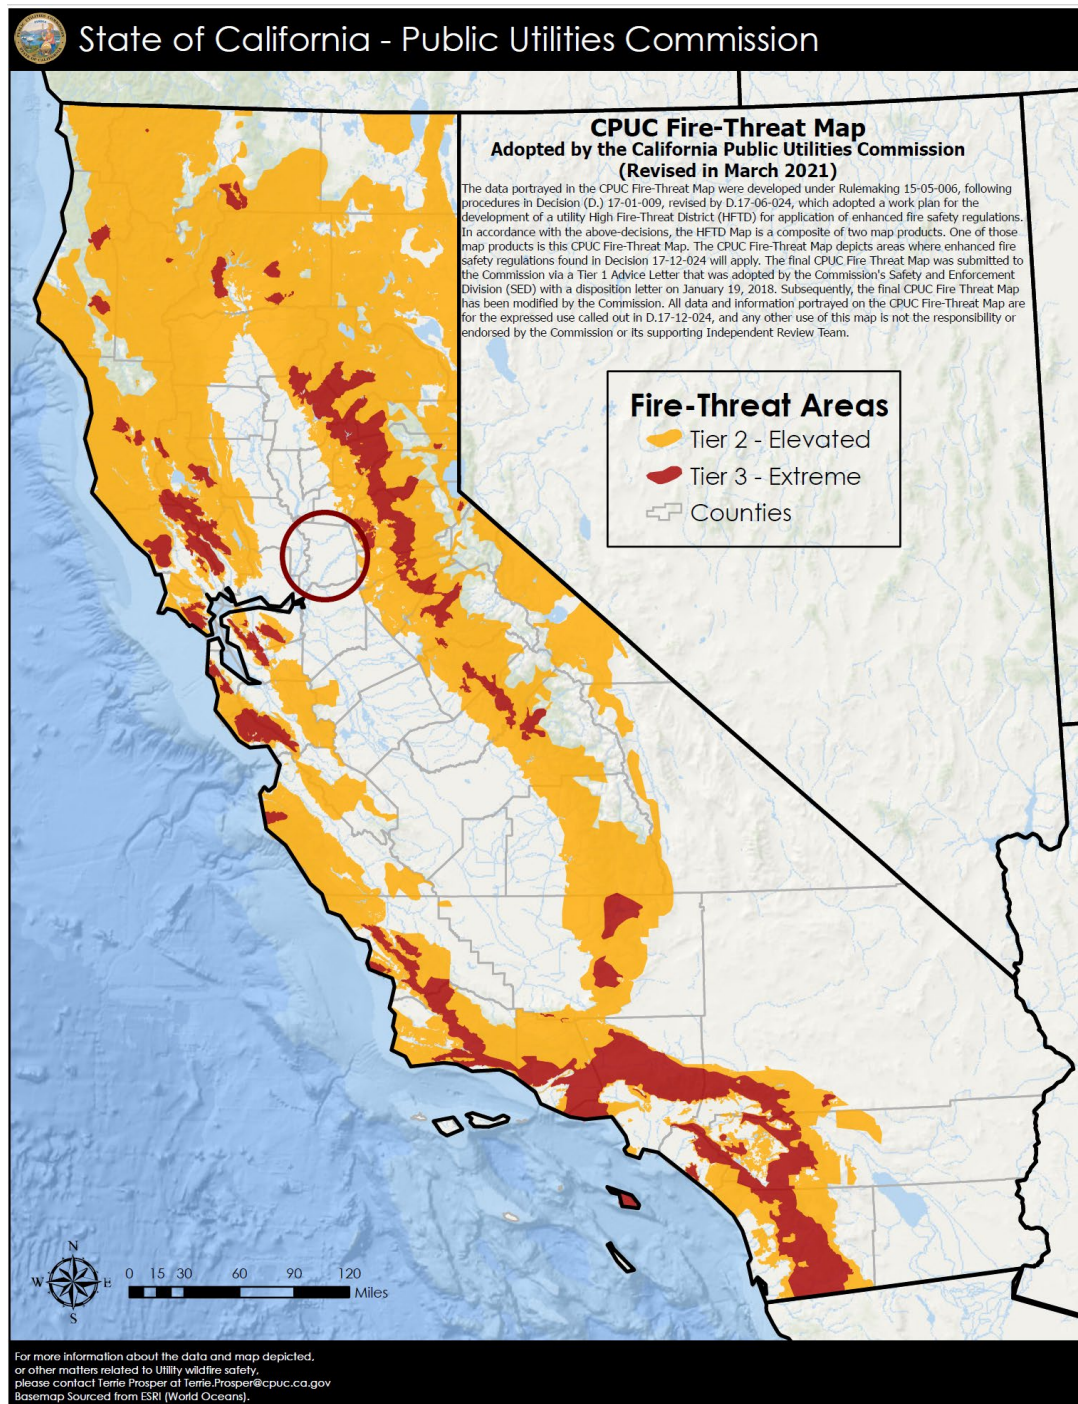 State of California - Public Utilities Commission
CPUC Fire-Threat Map
Adopted by the California Public Utilities Commission
(Revised in March 2021)
The data portrayed in the CPUC Fire-Threat Map were developed under Rulemaking 15-05-006, following
procedures in Decision (D.) 17-01-009, revised by D.17-06-024, which adopted a work plan for the
development of a utility High Fire-Threat District (HFTD) for application of enhanced fire safety regulations.
In accordance with the above-decisions, the HFTD Map is a composite of two map products. One of those
map products is this CPUC Fire-Threat Map. The CPUC Fire-Threat Map depicts areas where enhanced fire
safety regulations found in Decision 17-12-024 will apply. The final CPUC Fire Threat Map was submitted to
the Commission via a Tier 1 Advice Letter that was adopted by the Commission's Safety and Enforcement
Division (SED) with a disposition letter on January 19, 2018. Subsequently, the final CPUC Fire Threat Map
has been modified by the Commission. All data and information portrayed on the CPUC Fire-Threat Map are
for the expressed use called out in D.17-12-024, and any other use of this map is not the responsibility or
endorsed by the Commission or its supporting Independent Review Team.
Fire-Threat Areas
Tier 2 - Elevated
Tier 3 - Extreme
Counties
N
W E
S
0 15 30 60 90 120
Miles
For more information about the data and map depicted,
or other matters related to Utility wildfire safety,
please contact Terrie Prosper at Terrie.Prosper@cpuc.ca.gov
Basemap Sourced from ESRI (World Oceans).